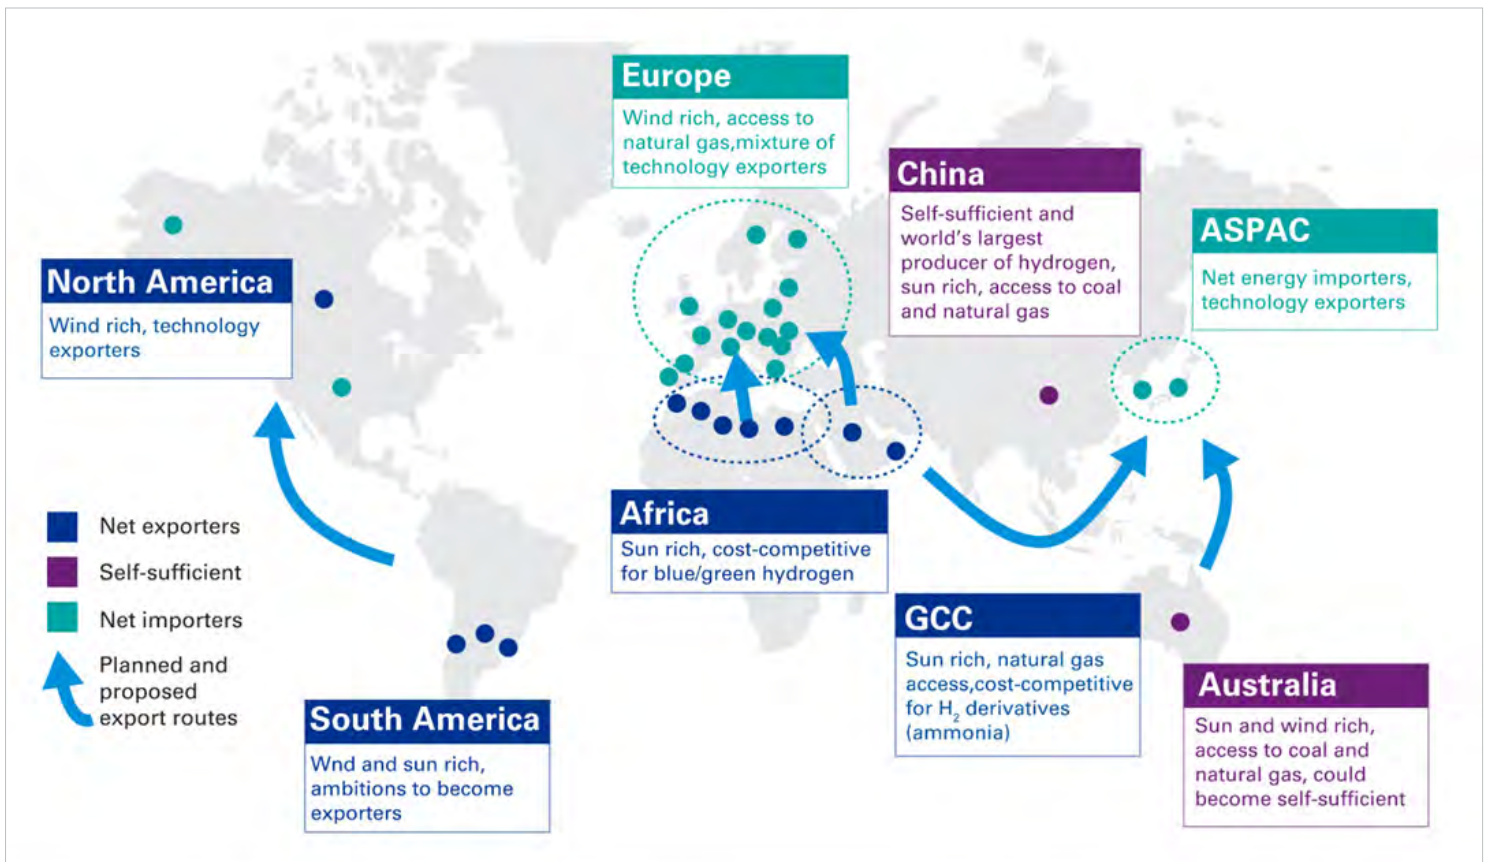 Europe
Wind rich, access to
natural gas,mixture of
technology exporters
China
Self-sufficient and
world's largest
producer of hydrogen,
sun rich, access to coal
and natural gas
ASPAC
Net energy importers,
technology exporters
North America
Wind rich, technology
exporters
Net exporters
Self-sufficient
Net importers
Planned and
proposed
export routes
Africa
Sun rich, cost-competitive
for blue/green hydrogen
GCC
Sun rich, natural gas
access,cost-competitive
for H₂ derivatives
(ammonia)
South America
Wnd and sun rich,
ambitions to become
exporters
Australia
Sun and wind rich,
access to coal and
natural gas, could
become self-sufficient